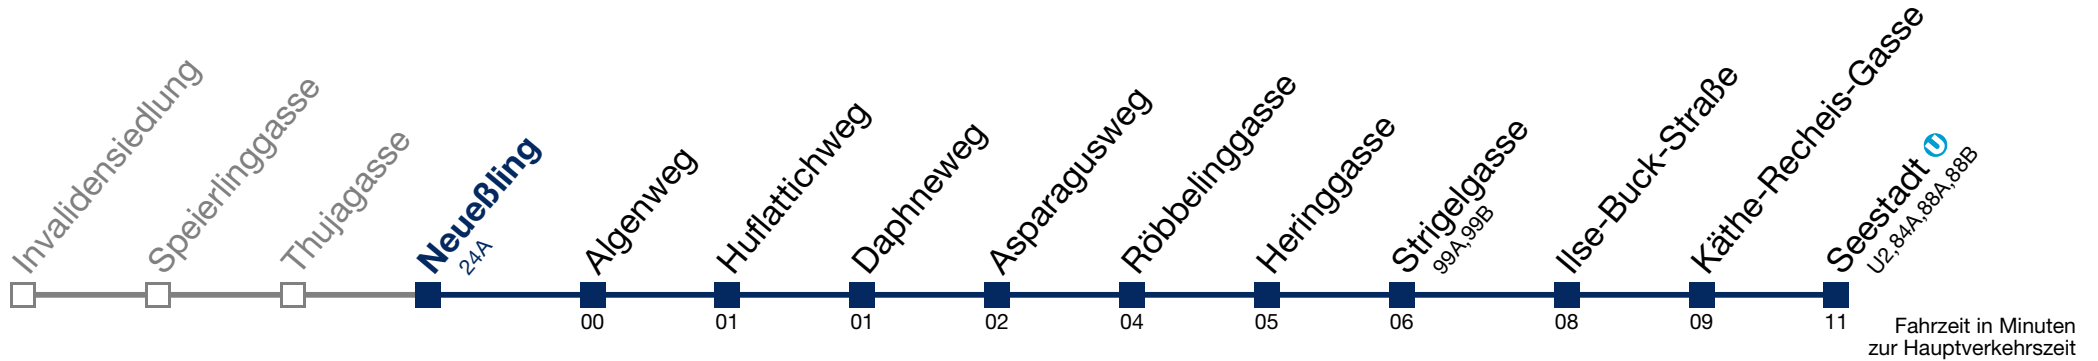 Invalidensiedlung
Speierlinggasse
Thujagasse
Neueßling
24A
Algenweg
00
Huflattichweg
01
Daphneweg
01
Asparagusweg
02
Röbbelinggasse
04
Heringgasse
05
Strigelgasse
99A,99B
06
Ilse-Buck-Straße
08
Käthe-Recheis-Gasse
09
Seestadt U
U2,84A,88A,88B
11
Fahrzeit in Minuten
zur Hauptverkehrszeit